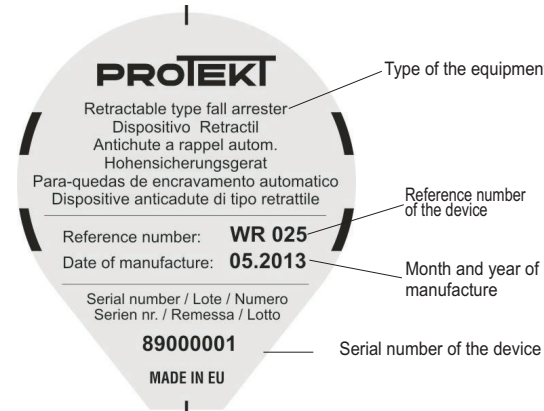 PROTEKT
Type of the equipmen
Retractable type fall arrester
Dispositivo Retractil
Antichute a rappel autom.
Hohensicherungsgerat
Para-quedas de encravamento automatico
Dispositive anticadute di tipo retrattile
Reference number
of the device
Reference number: WR 025
Date of manufacture: 05.2013
Month and year of
manufacture
Serial number / Lote / Numero
Serien nr. / Remessa / Lotto
89000001
Serial number of the device
MADE IN EU